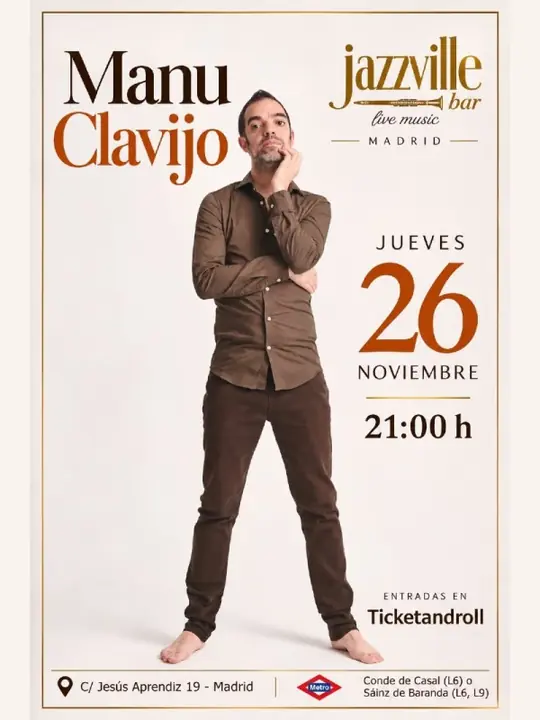 Manu
Clavijo
jazzville
bar
live music
MADRID
JUEVES
26
NOVIEMBRE
21:00 h
ENTRADAS EN
Ticketandroll
C/ Jesús Aprendiz 19 - Madrid
Metro
Conde de Casal (L6) o
Sáinz de Baranda (L6, L9)